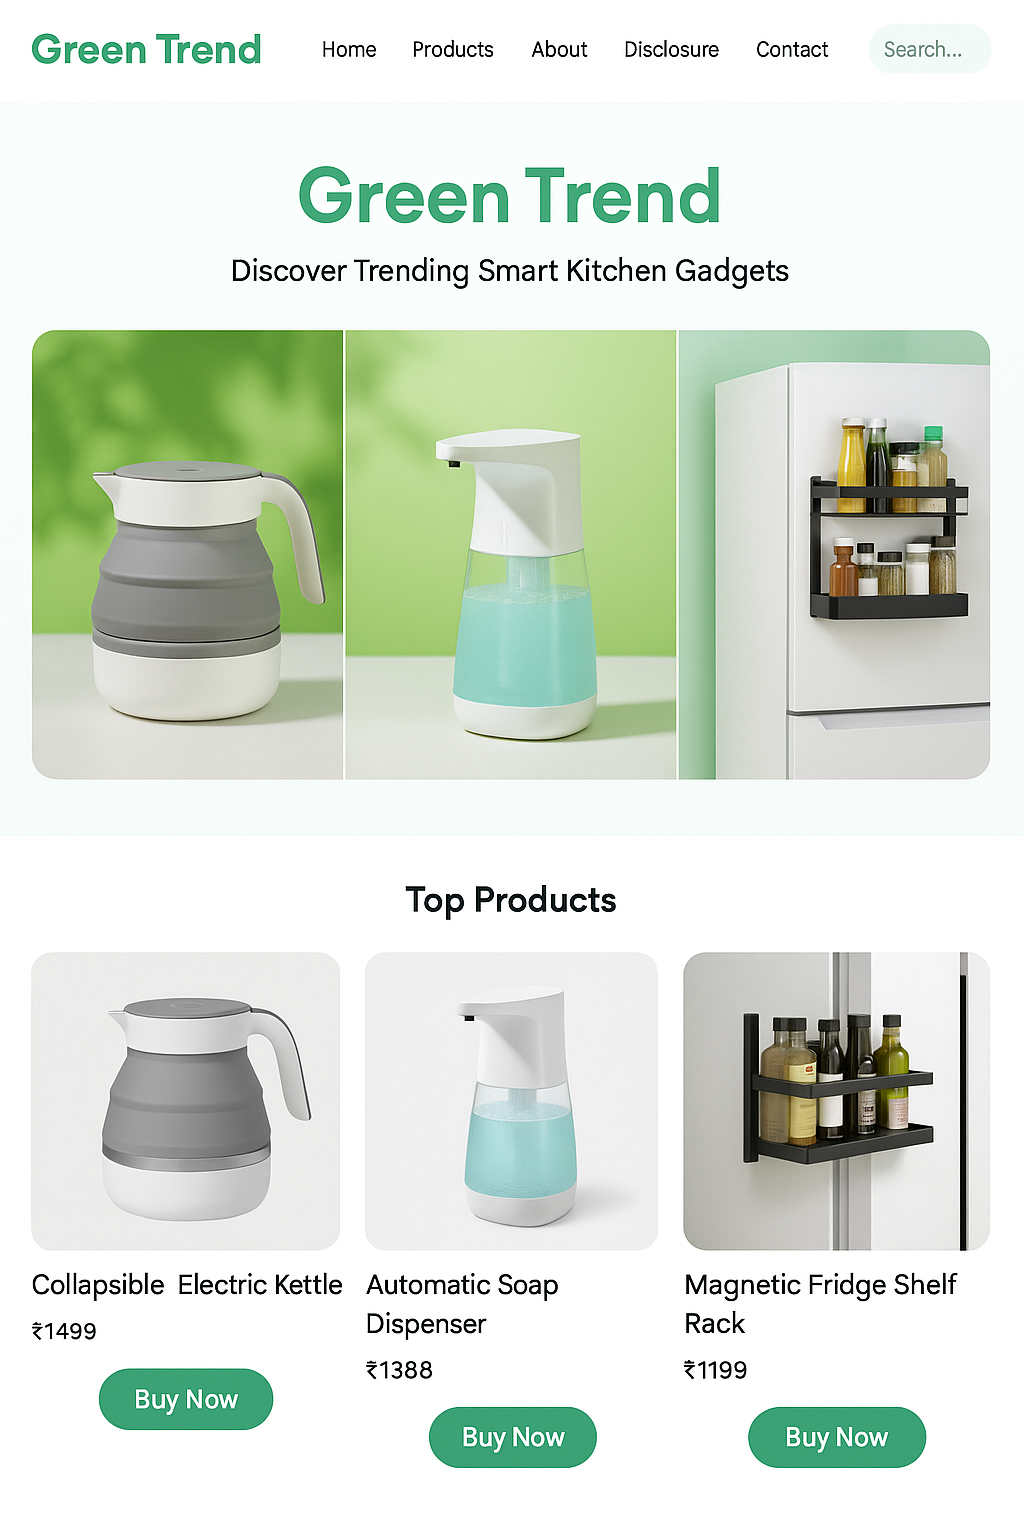 Green Trend
Home Products About Disclosure Contact Search...
Green Trend
Discover Trending Smart Kitchen Gadgets
Top Products
Collapsible Electric Kettle
₹1499
Buy Now
Automatic Soap
Dispenser
₹1388
Buy Now
Magnetic Fridge Shelf
Rack
₹1199
Buy Now